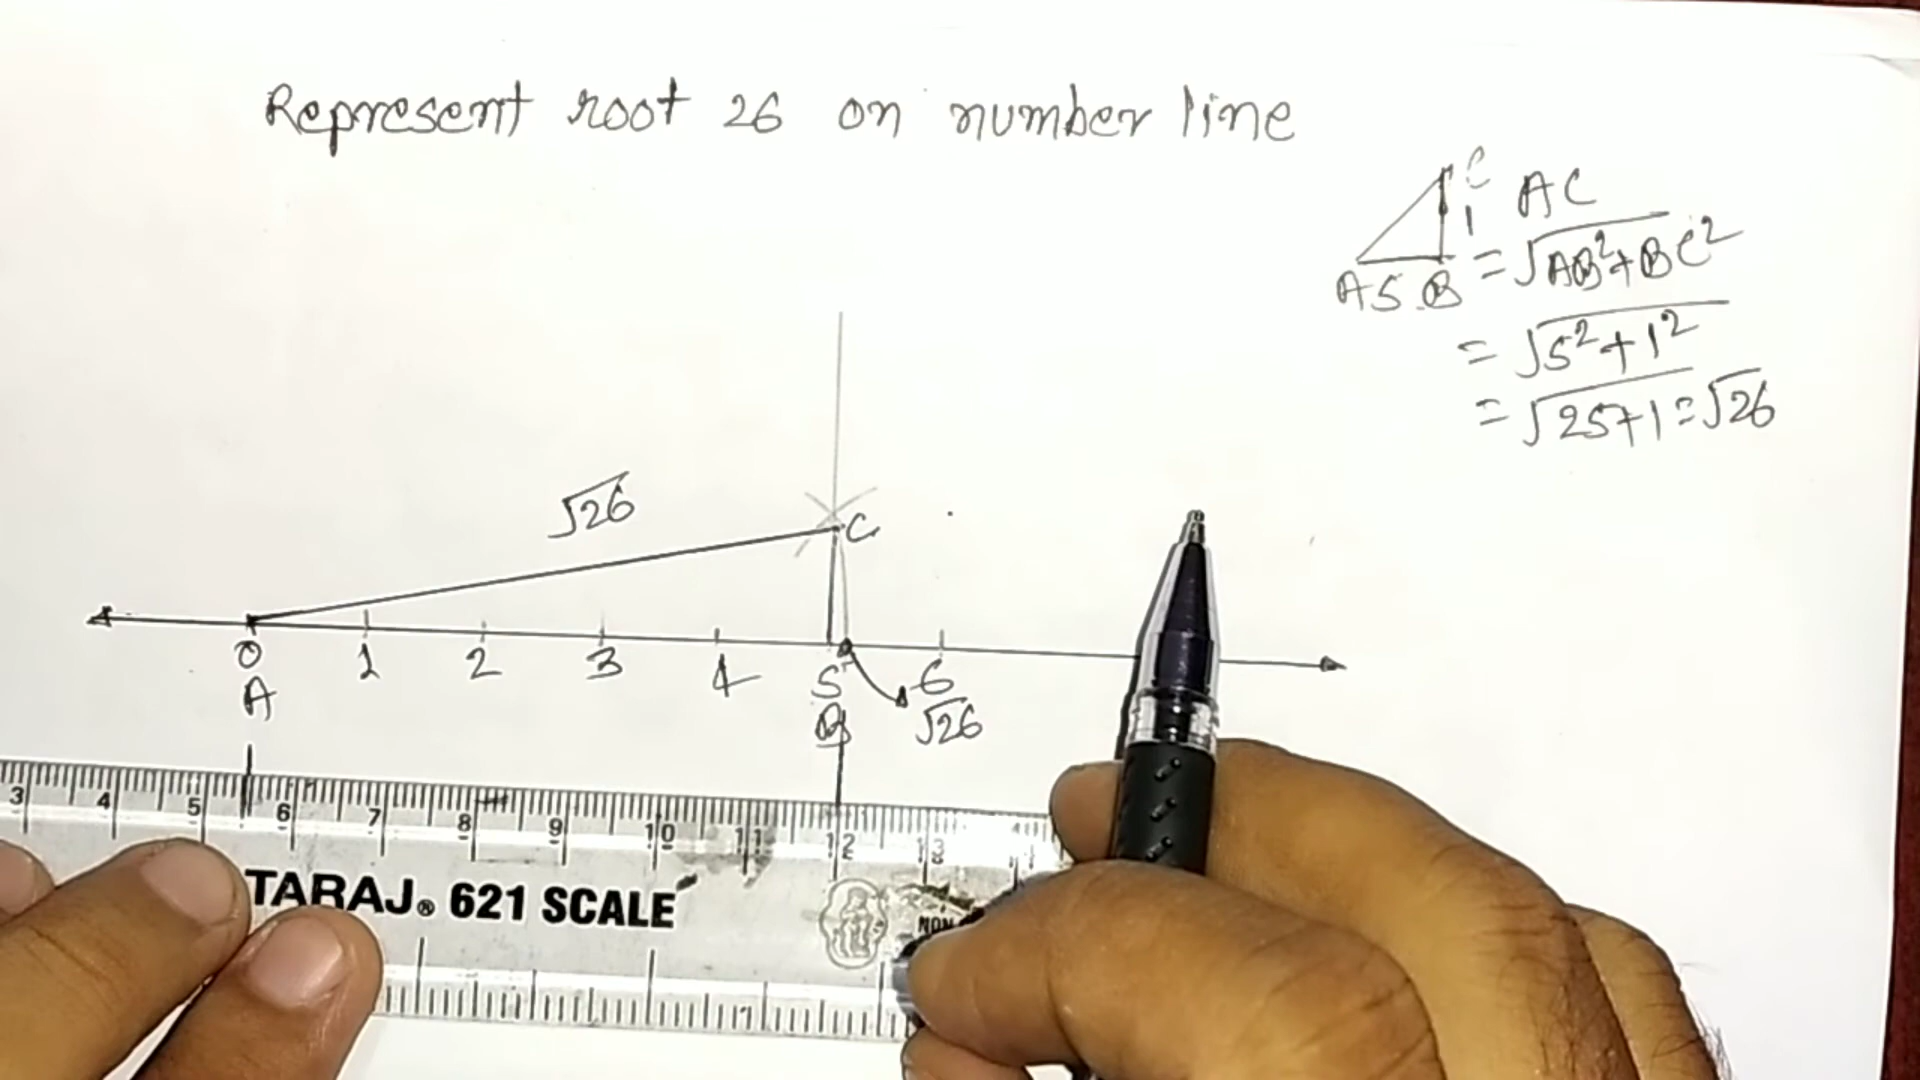 Represent root 26 on number line
C
1
A 5 B
AC
= √AB²+BC²
= √5²+1²
= √25+1 = √26
√26
C
0 1 2 3 4 5 6
A B √26
3 4 5 6 7 8 9 10 11 12 13
TARAJ® 621 SCALE